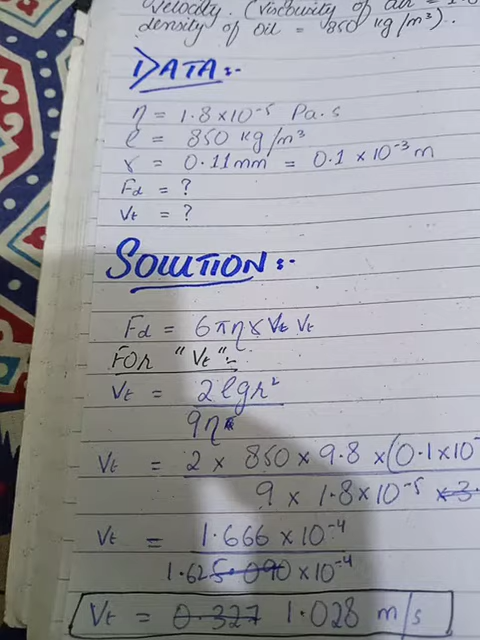 velocity. (Viscosity of air =
density of oil = 850 kg/m³).
DATA:-
η = 1.8×10⁻⁵ Pa.s
ρ = 850 kg/m³
r = 0.11mm = 0.1 × 10⁻³ m
Fd = ?
Vt = ?
SOLUTION:-
Fd = 6πηr Vt Vt
FOR "Vt":-
Vt = 2ρgr²
9η
Vt = 2 × 850 × 9.8 × (0.1×10⁻
9 × 1.8×10⁻⁵ × 3.
Vt = 1.666 × 10⁻⁴
1.625.090 ×10⁻⁴
Vt = 0.327 1.028 m/s